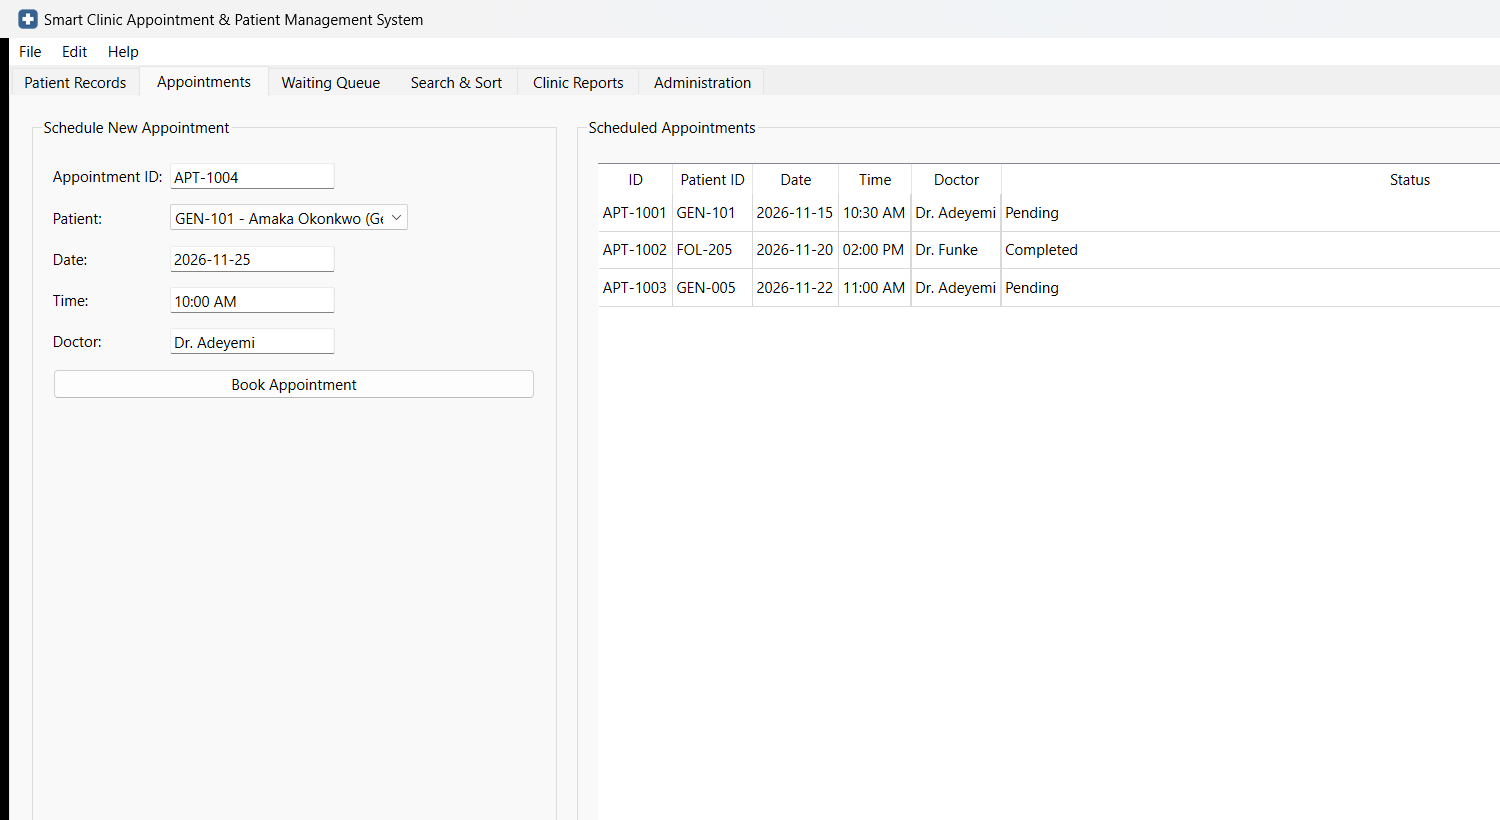 Smart Clinic Appointment & Patient Management System
File Edit Help
Patient Records Appointments Waiting Queue Search & Sort Clinic Reports Administration
Schedule New Appointment
Appointment ID: APT-1004
Patient: GEN-101 - Amaka Okonkwo (Ge
Date: 2026-11-25
Time: 10:00 AM
Doctor: Dr. Adeyemi
Book Appointment
Scheduled Appointments
ID Patient ID Date Time Doctor Status
APT-1001 GEN-101 2026-11-15 10:30 AM Dr. Adeyemi Pending
APT-1002 FOL-205 2026-11-20 02:00 PM Dr. Funke Completed
APT-1003 GEN-005 2026-11-22 11:00 AM Dr. Adeyemi Pending